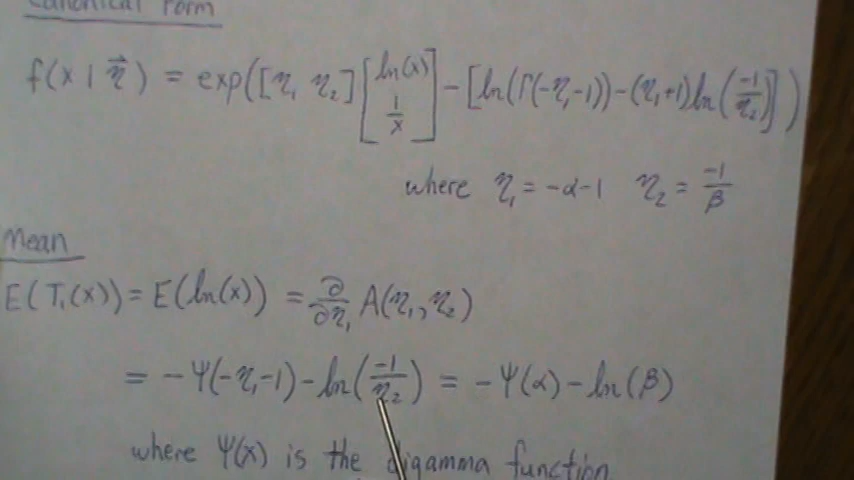 Canonical Form
f(x | η⃗) = exp([η₁ η₂] [ln(x) 1/x] − [ln(Γ(−η₁−1)) − (η₁+1)ln(−1/η₂)])
where η₁ = −α−1 η₂ = −1/β
Mean
E(T₁(x)) = E(ln(x)) = ∂/∂η₁ A(η₁, η₂)
= −Ψ(−η₁−1) − ln(−1/η₂) = −Ψ(α) − ln(β)
where Ψ(x) is the digamma function